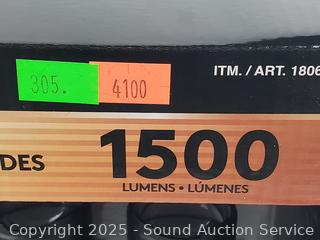 305.
4100
ITM. / ART. 1806
DES
1500
LUMENS • LÚMENES
Copyright 2025 - Sound Auction Service